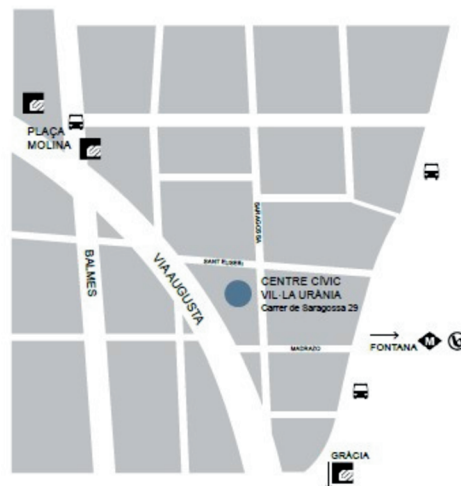 PLAÇA
MOLINA
BALMES
VIA AUGUSTA
SARAGOSSA
SANT EUSEBI
CENTRE CÍVIC
VIL·LA URÀNIA
Carrer de Saragossa 29
MADRAZO
FONTANA
M
GRÀCIA